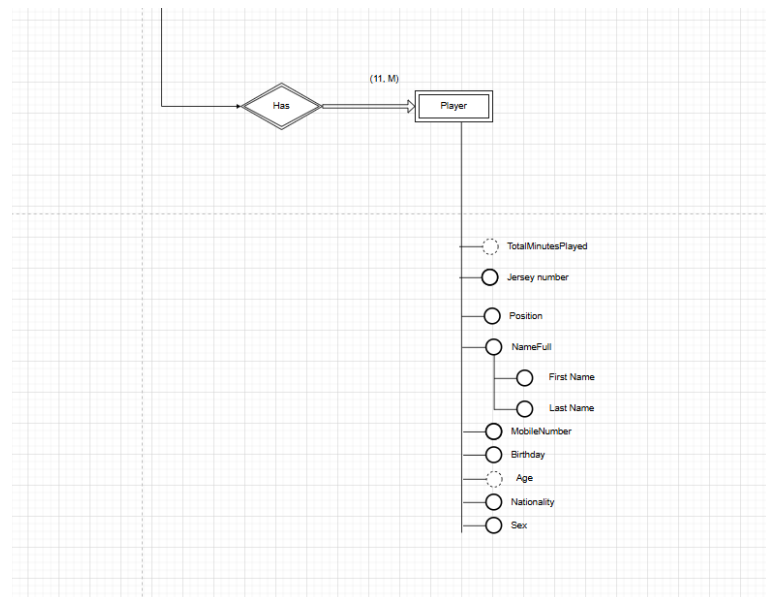 (11, M)
Has
Player
TotalMinutesPlayed
Jersey number
Position
NameFull
First Name
Last Name
MobileNumber
Birthday
Age
Nationality
Sex